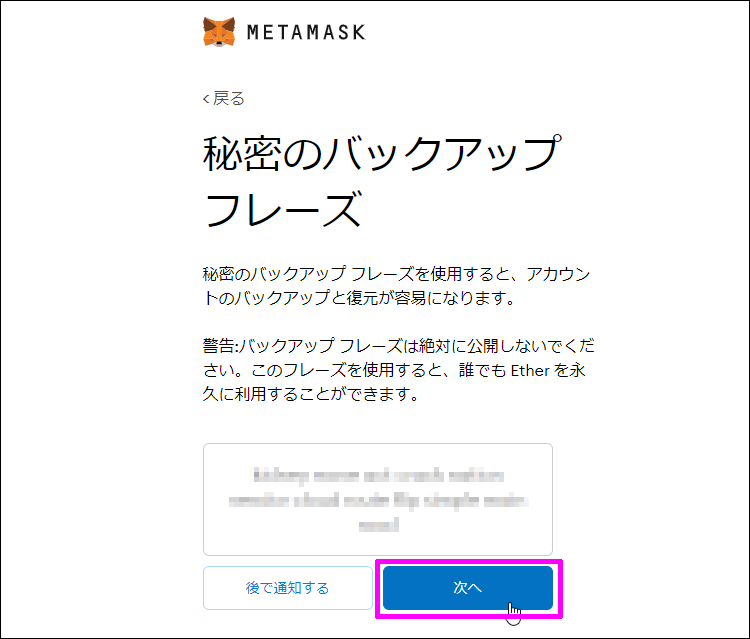 METAMASK
< 戻る
秘密のバックアップ
フレーズ
秘密のバックアップ フレーズを使用すると、アカウン
トのバックアップと復元が容易になります。
警告:バックアップ フレーズは絶対に公開しないでくだ
さい。このフレーズを使用すると、誰でも Ether を永
久に利用することができます。
後で通知する
次へ